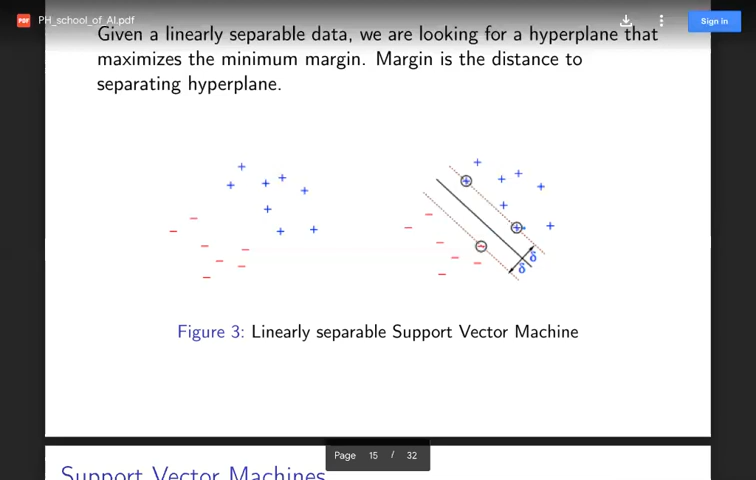 PDF PH_school_of_AI.pdf
Sign in
Given a linearly separable data, we are looking for a hyperplane that
maximizes the minimum margin. Margin is the distance to
separating hyperplane.
δ
δ
Figure 3: Linearly separable Support Vector Machine
Page 15 / 32
Support Vector Machines